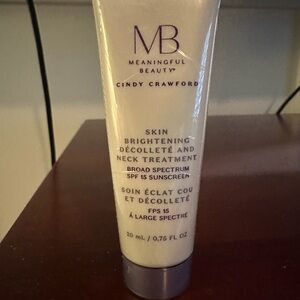 MB
MEANINGFUL
BEAUTY®
CINDY CRAWFORD
SKIN
BRIGHTENING
DÉCOLLETÉ AND
NECK TREATMENT
BROAD SPECTRUM
SPF 15 SUNSCREEN
SOIN ÉCLAT COU
ET DÉCOLLETÉ
FPS 15
À LARGE SPECTRE
20 mL / 0.75 FL OZ